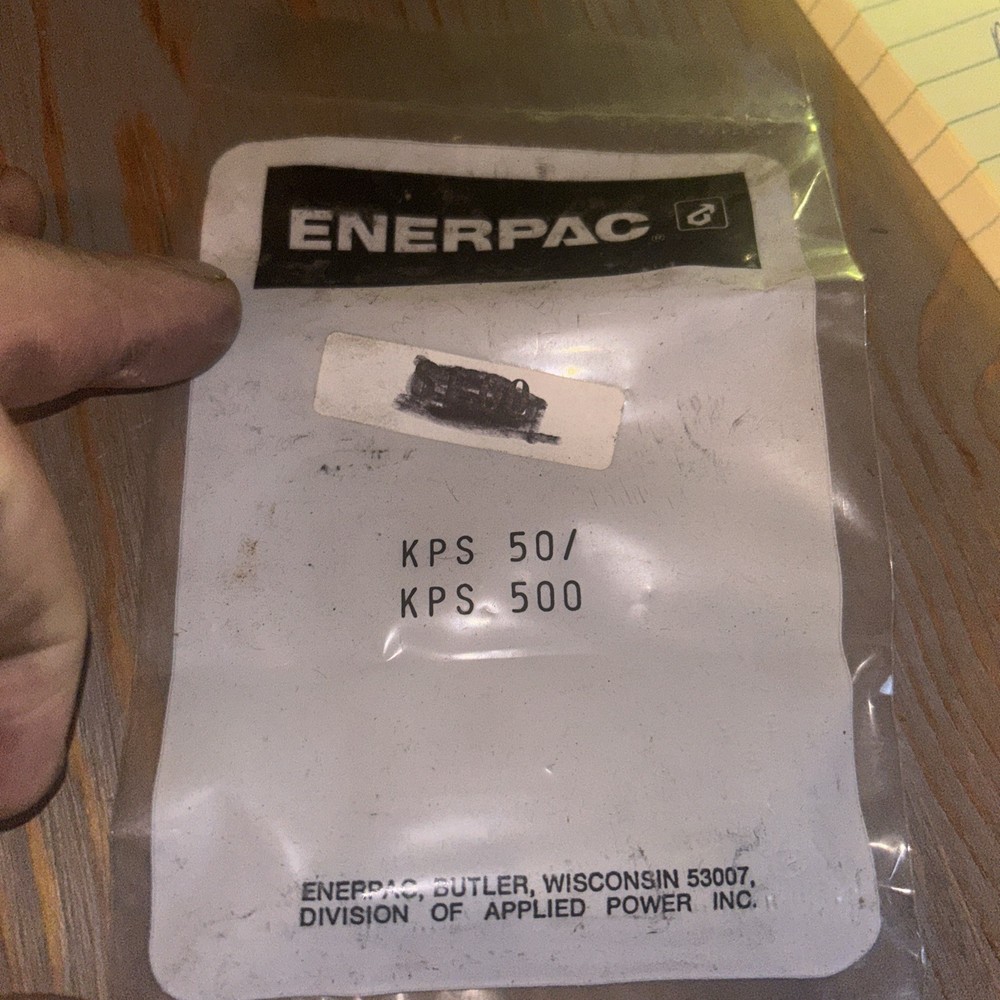 ENERPAC®
KPS 50/
KPS 500
ENERPAC, BUTLER, WISCONSIN 53007,
DIVISION OF APPLIED POWER INC.